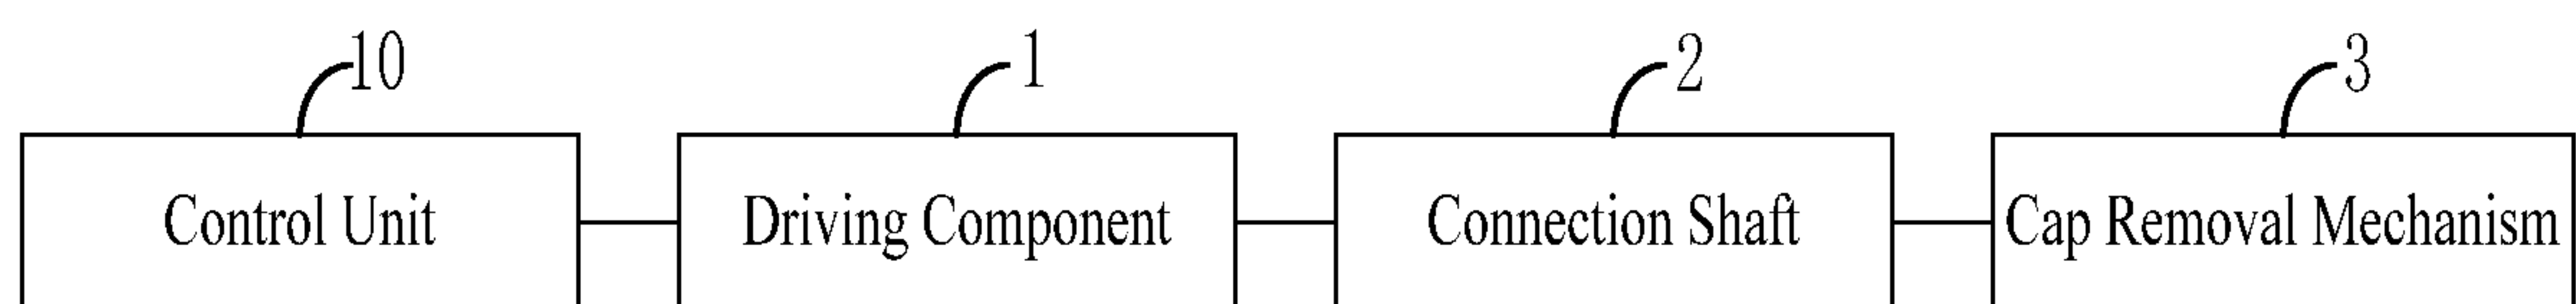 10 1 2 3
Control Unit Driving Component Connection Shaft Cap Removal Mechanism